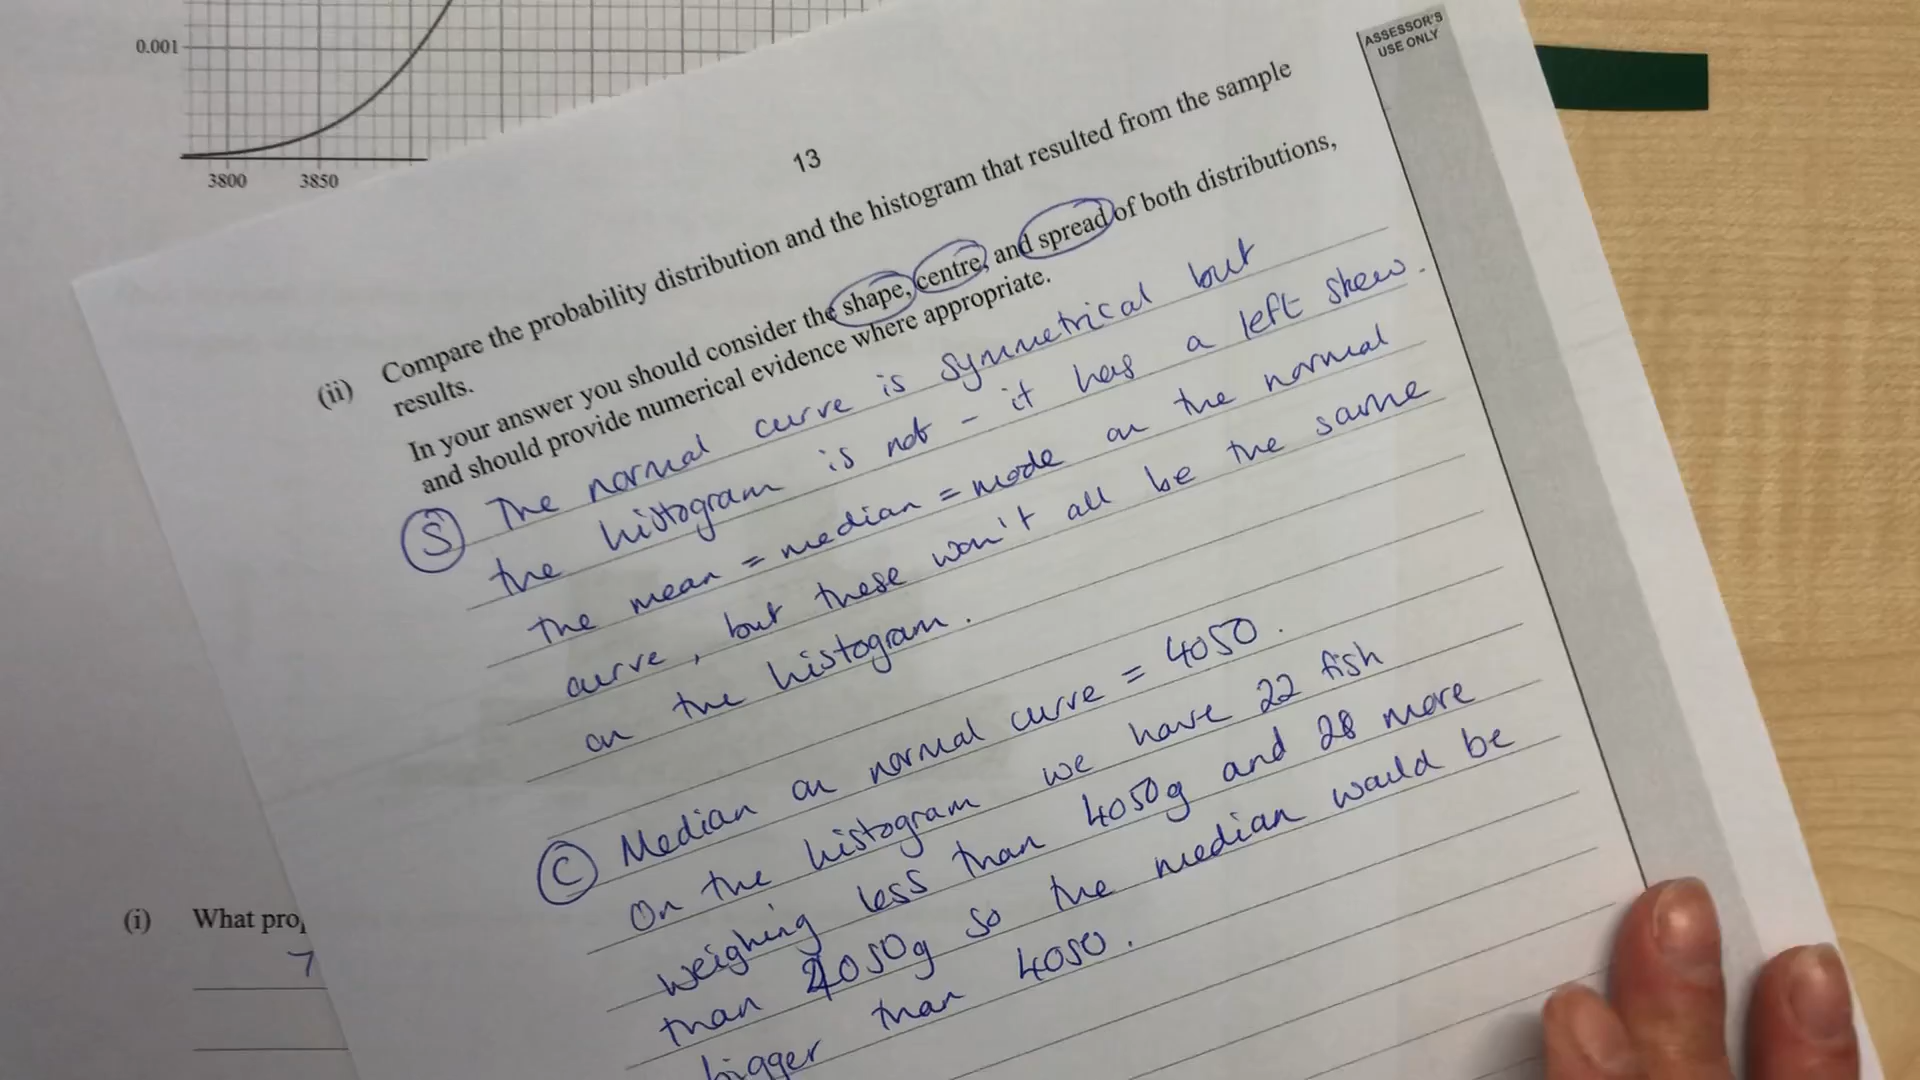 0.001
3800 3850
ASSESSOR'S
USE ONLY
13
(ii) Compare the probability distribution and the histogram that resulted from the sample
results.
In your answer you should consider the shape, centre, and spread of both distributions,
and should provide numerical evidence where appropriate.
(S) The normal curve is symmetrical but
the histogram is not - it has a left skew.
The mean = median = mode on the normal
curve, but these won't all be the same
on the histogram.
(C) Median on normal curve = 4050.
On the histogram we have 22 fish
weighing less than 4050g and 28 more
than 4050g so the median would be
bigger than 4050.
(i) What
7